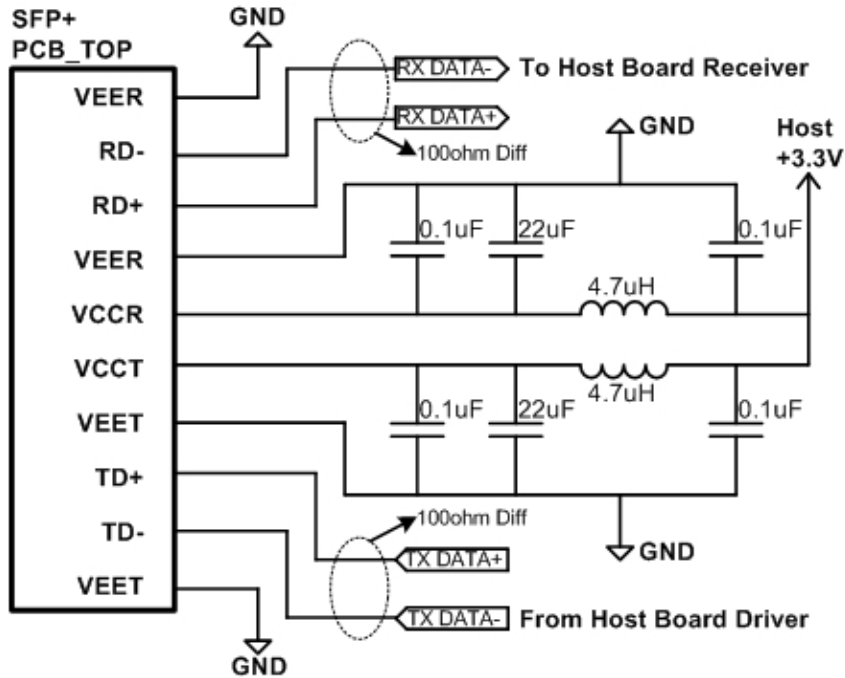 SFP+
PCB_TOP
GND
VEER
RD-
RD+
VEER
VCCR
VCCT
VEET
TD+
TD-
VEET
GND
RX DATA-
To Host Board Receiver
RX DATA+
100ohm Diff
GND
Host
+3.3V
0.1uF
22uF
0.1uF
4.7uH
4.7uH
0.1uF
22uF
0.1uF
100ohm Diff
GND
TX DATA+
TX DATA-
From Host Board Driver